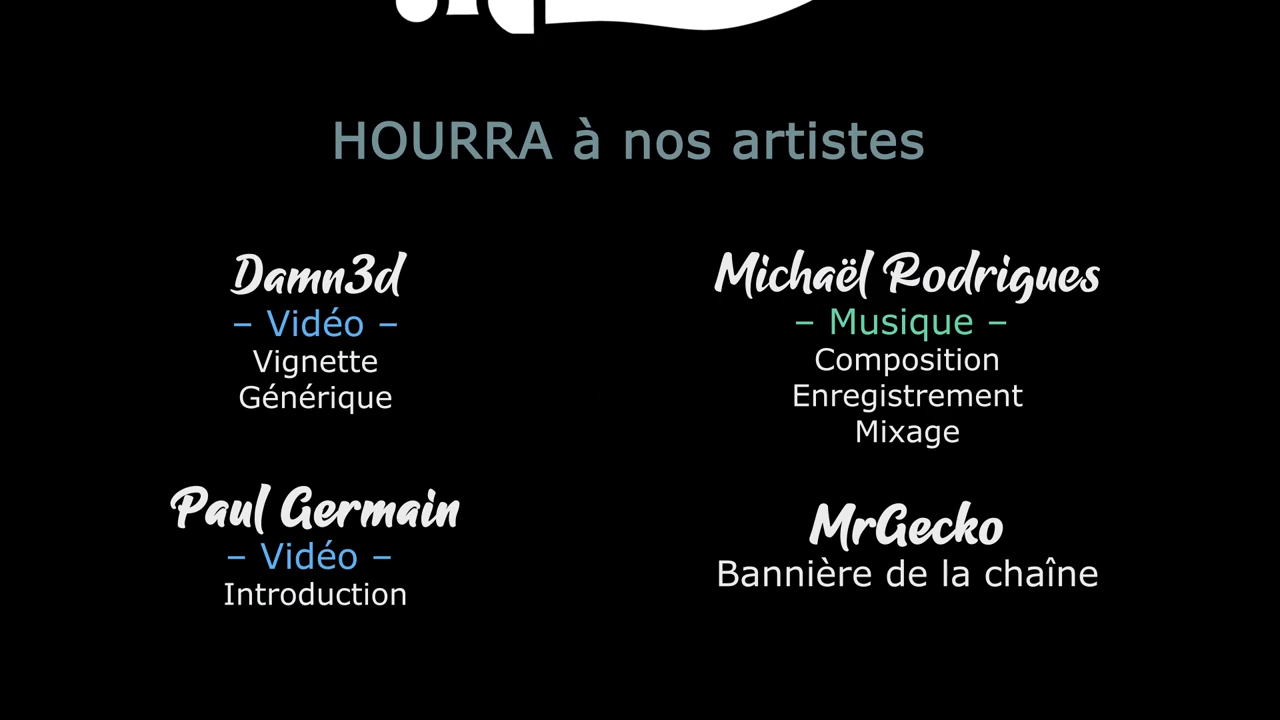 HOURRA à nos artistes
Damn3d
– Vidéo –
Vignette
Générique
Michaël Rodrigues
– Musique –
Composition
Enregistrement
Mixage
Paul Germain
– Vidéo –
Introduction
MrGecko
Bannière de la chaîne